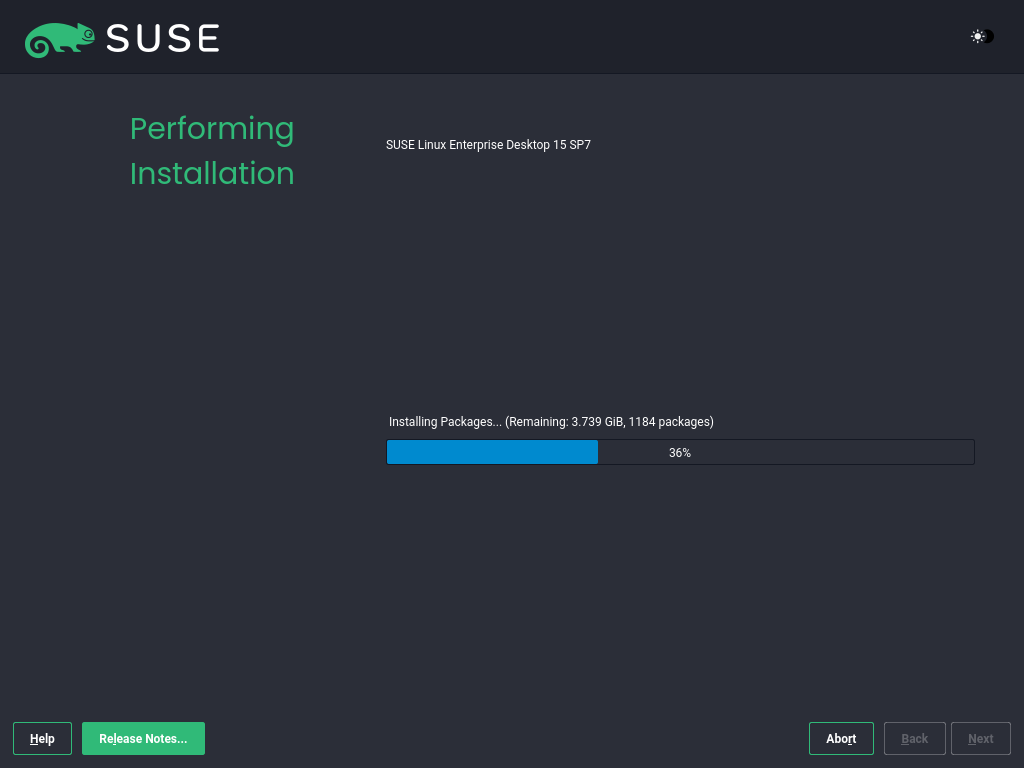 SUSE
Performing
Installation
SUSE Linux Enterprise Desktop 15 SP7
Installing Packages... (Remaining: 3.739 GiB, 1184 packages)
36%
Help
Release Notes...
Abort
Back
Next